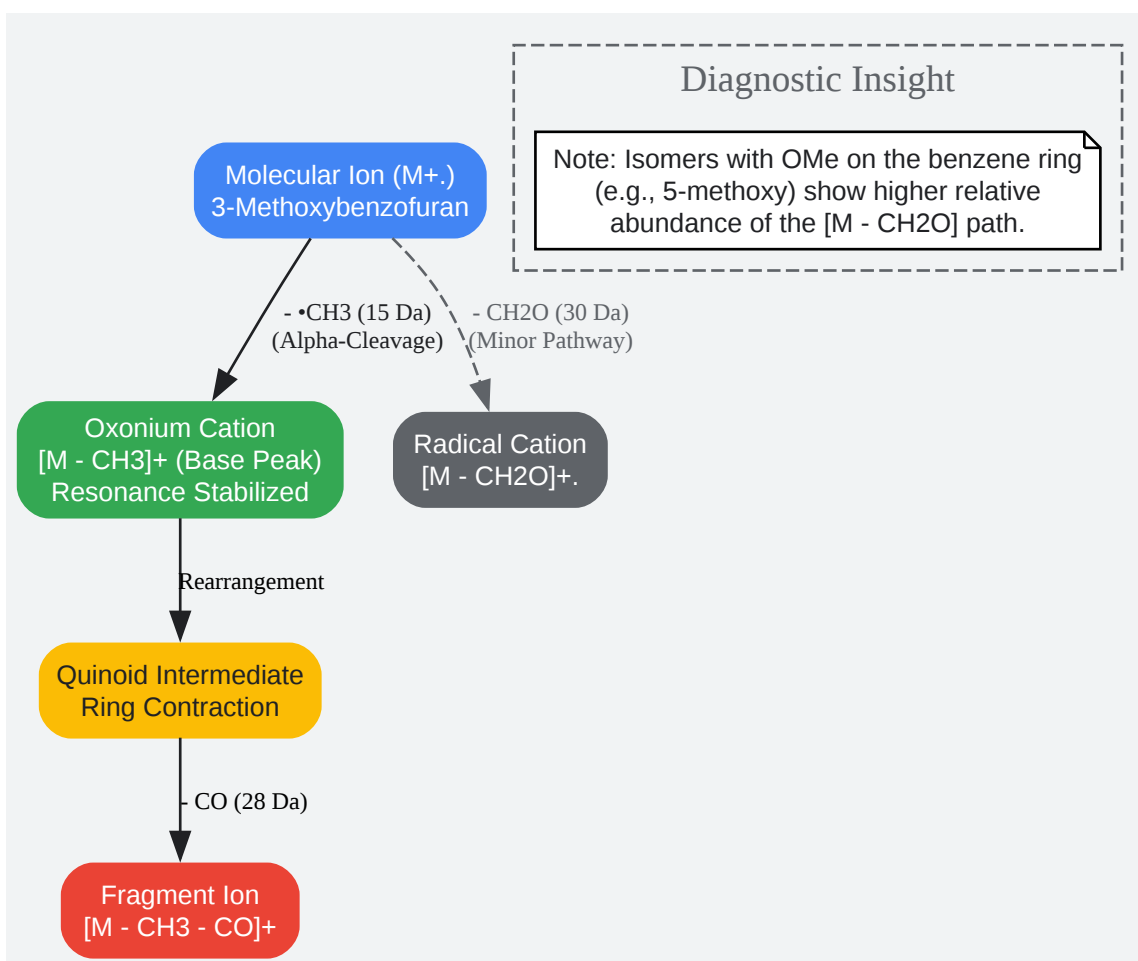 Diagnostic Insight
Note: Isomers with OMe on the benzene ring
(e.g., 5-methoxy) show higher relative
abundance of the [M - CH2O] path.
Molecular Ion (M+.)
3-Methoxybenzofuran
- •CH3 (15 Da)
(Alpha-Cleavage)
- CH2O (30 Da)
(Minor Pathway)
Oxonium Cation
[M - CH3]+ (Base Peak)
Resonance Stabilized
Radical Cation
[M - CH2O]+.
Rearrangement
Quinoid Intermediate
Ring Contraction
- CO (28 Da)
Fragment Ion
[M - CH3 - CO]+